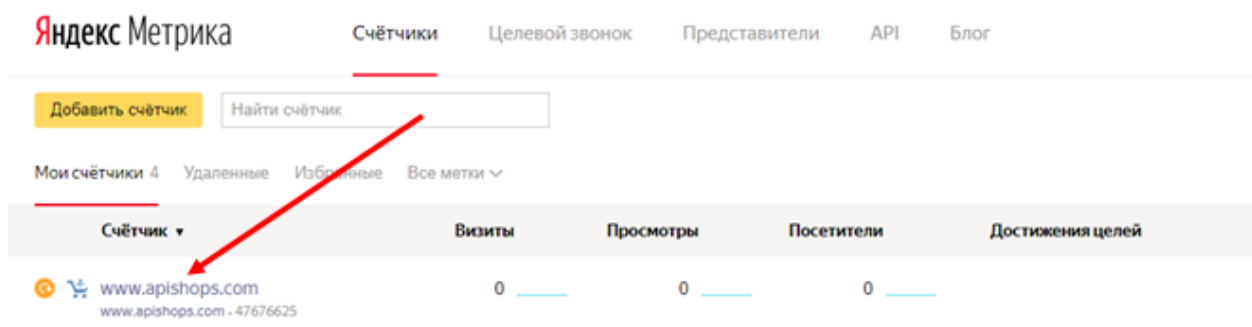 Яндекс Метрика Счётчики Целевой звонок Представители API Блог
Добавить счётчик Найти счётчик
Мои счётчики 4 Удаленные Избранные Все метки
Счётчик Визиты Просмотры Посетители Достижения целей
www.apishops.com 0 0 0
www.apishops.com • 47676625